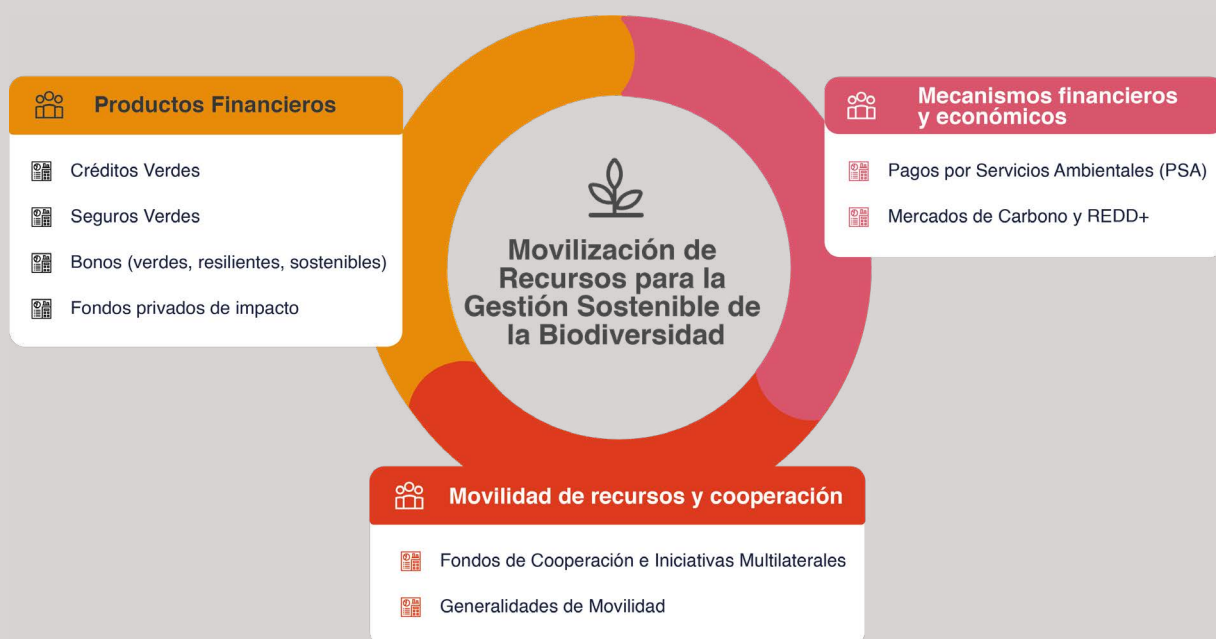 Productos Financieros
Créditos Verdes
Seguros Verdes
Bonos (verdes, resilientes, sostenibles)
Fondos privados de impacto
Mecanismos financieros
y económicos
Pagos por Servicios Ambientales (PSA)
Mercados de Carbono y REDD+
Movilización de
Recursos para la
Gestión Sostenible de
la Biodiversidad
Movilidad de recursos y cooperación
Fondos de Cooperación e Iniciativas Multilaterales
Generalidades de Movilidad